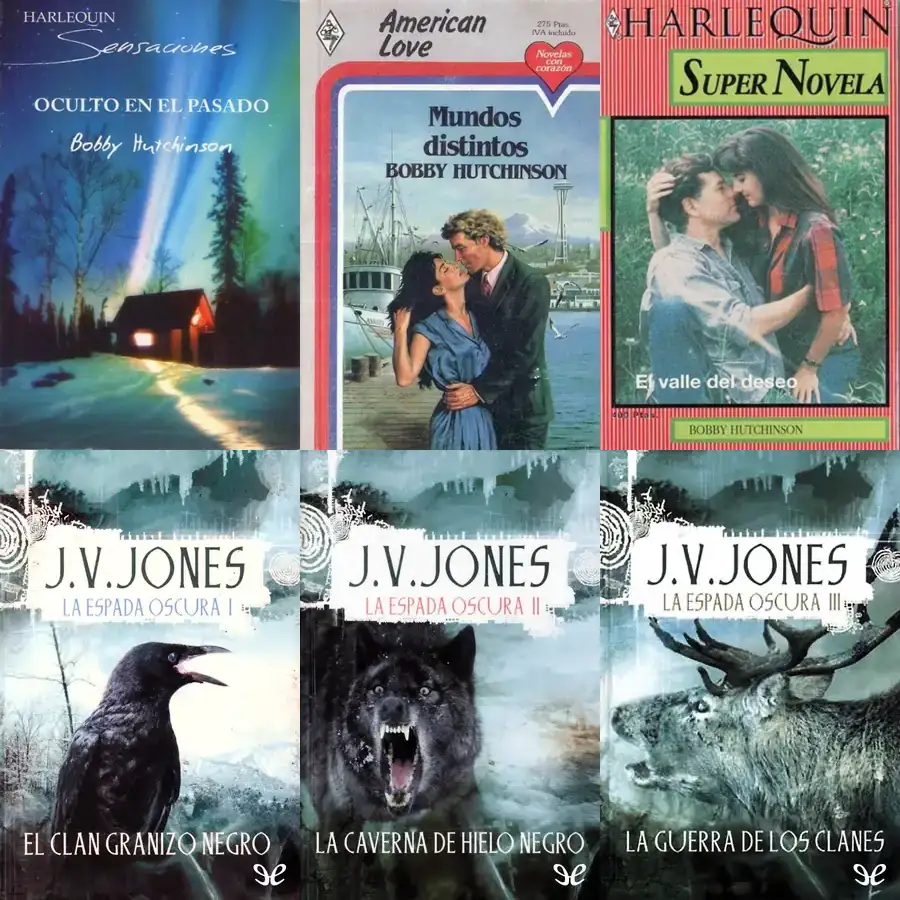 HARLEQUIN
Sensaciones
OCULTO EN EL PASADO
Bobby Hutchinson
American
Love
275 Ptas.
IVA incluido
Novelas
con
corazón
Mundos
distintos
BOBBY HUTCHINSON
HARLEQUIN
SUPER NOVELA
El valle del deseo
BOBBY HUTCHINSON
J.V. JONES
LA ESPADA OSCURA I
EL CLAN GRANIZO NEGRO
J.V. JONES
LA ESPADA OSCURA II
LA CAVERNA DE HIELO NEGRO
J.V. JONES
LA ESPADA OSCURA III
LA GUERRA DE LOS CLANES